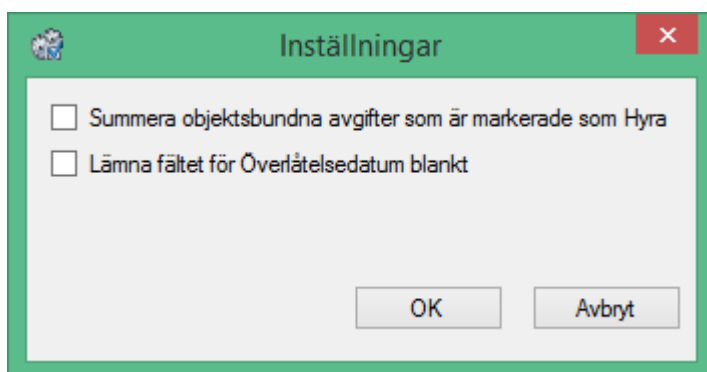 Inställningar
Summera objektsbundna avgifter som är markerade som Hyra
Lämna fältet för Överlåtelsedatum blankt
OK
Avbryt